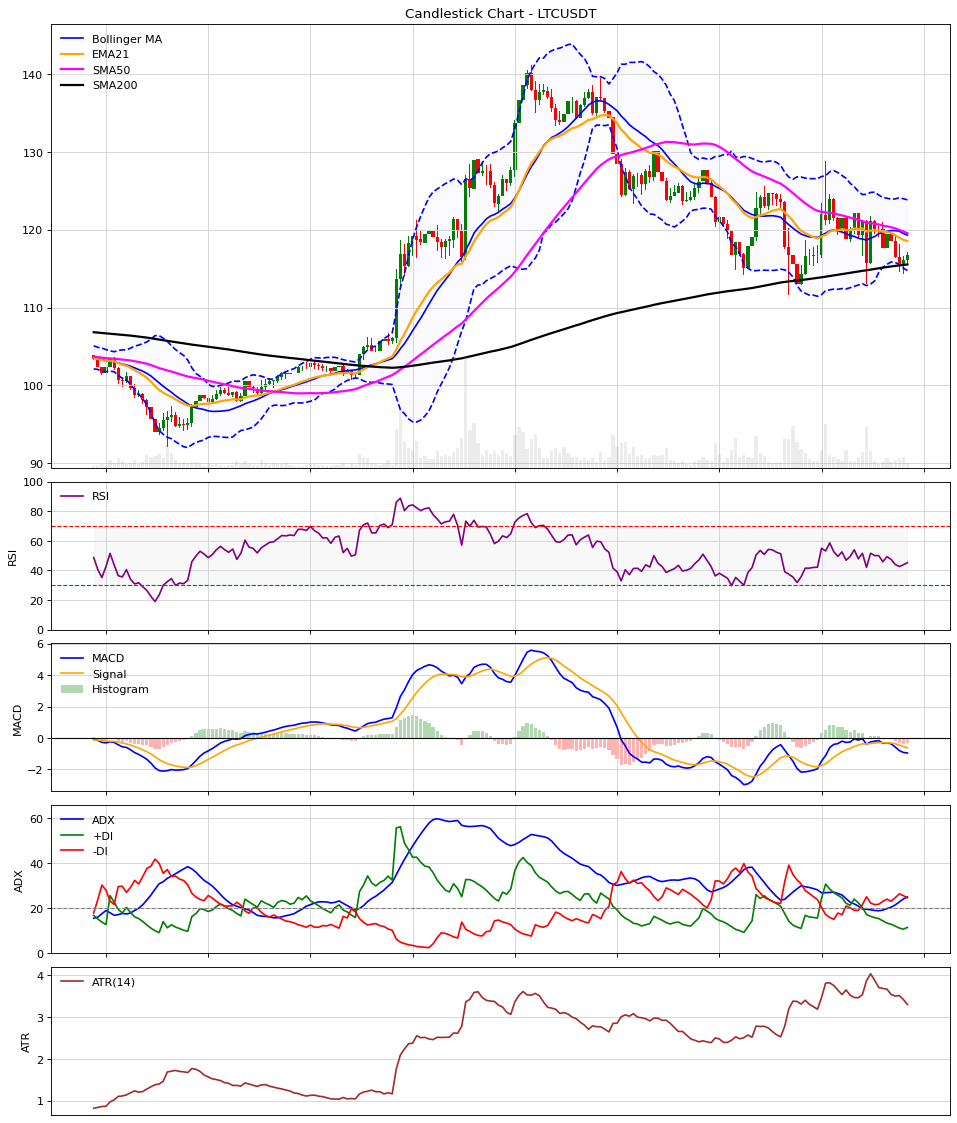 Candlestick Chart - LTCUSDT
Bollinger MA
EMA21
SMA50
SMA200
140
130
120
110
100
90
RSI
RSI
100
80
60
40
20
0
MACD
Signal
Histogram
MACD
6
4
2
0
−2
ADX
+DI
-DI
ADX
60
40
20
0
ATR(14)
ATR
4
3
2
1